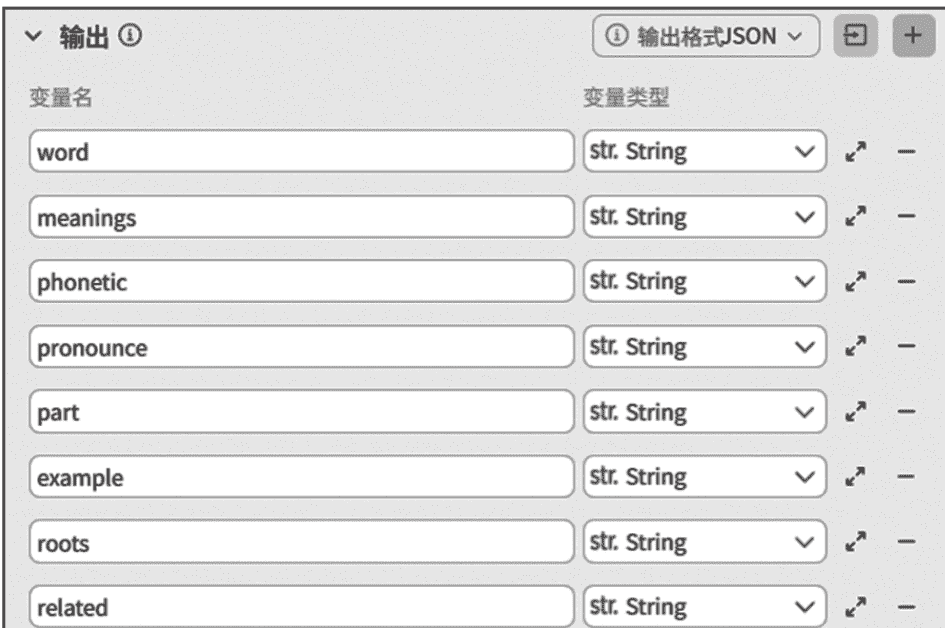 输出
输出格式JSON
变量名 变量类型
word str. String
meanings str. String
phonetic str. String
pronounce str. String
part str. String
example str. String
roots str. String
related str. String